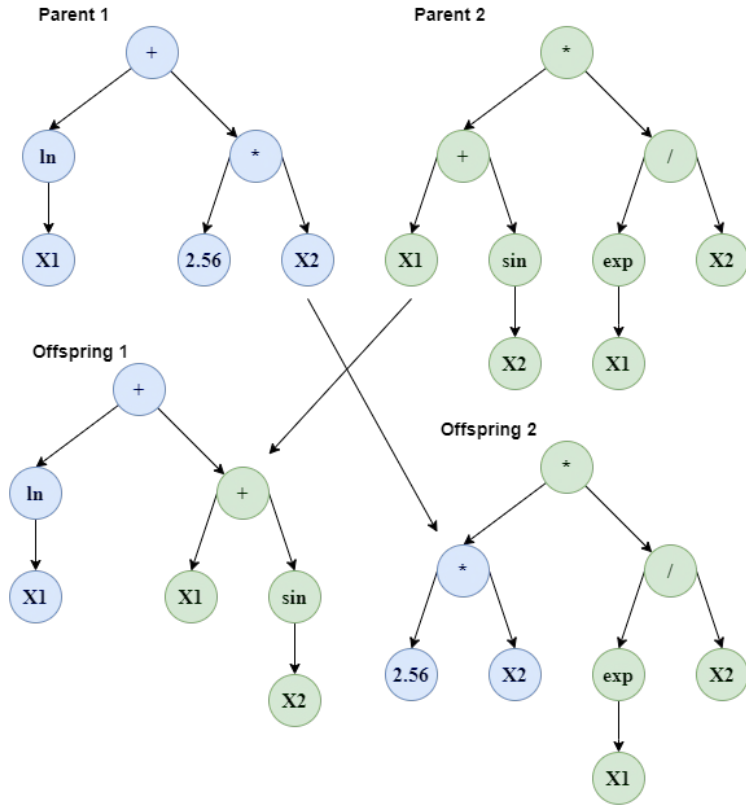 Parent 1
Parent 2
+
*
ln
*
+
/
X1
2.56
X2
X1
sin
exp
X2
X2
X1
Offspring 1
+
Offspring 2
*
ln
+
*
/
X1
X1
sin
2.56
X2
exp
X2
X2
X1